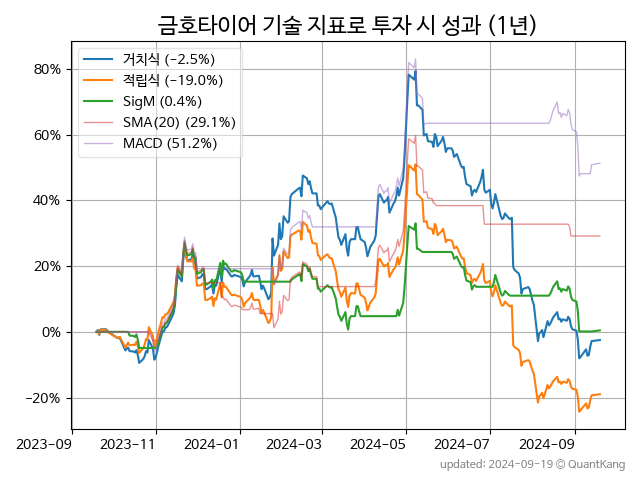 금호타이어 기술 지표로 투자 시 성과 (1년)
거치식 (−2.5%)
적립식 (−19.0%)
SigM (0.4%)
SMA(20) (29.1%)
MACD (51.2%)
80%
60%
40%
20%
0%
−20%
2023-09 2023-11 2024-01 2024-03 2024-05 2024-07 2024-09
updated: 2024-09-19 © QuantKang